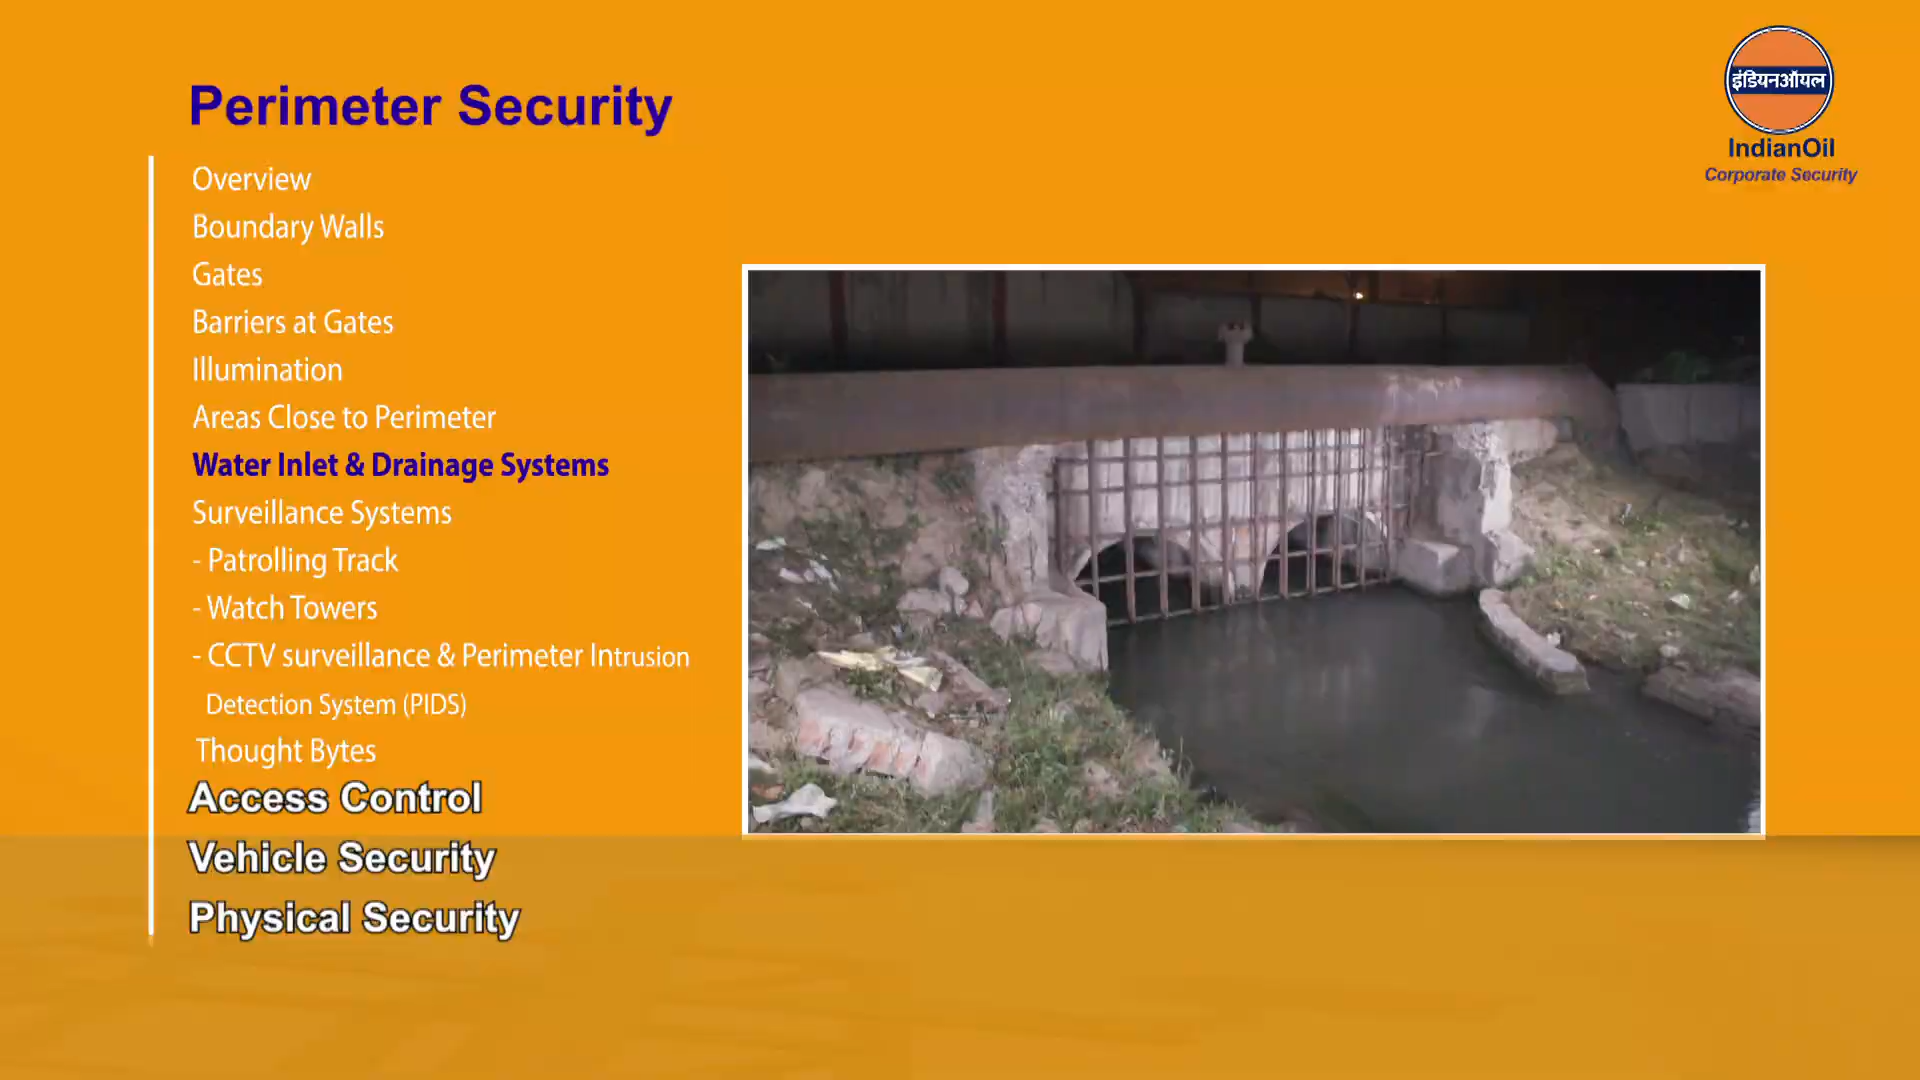 Perimeter Security
Overview
Boundary Walls
Gates
Barriers at Gates
Illumination
Areas Close to Perimeter
Water Inlet & Drainage Systems
Surveillance Systems
- Patrolling Track
- Watch Towers
- CCTV surveillance & Perimeter Intrusion
Detection System (PIDS)
Thought Bytes
Access Control
Vehicle Security
Physical Security
इंडियनऑयल
IndianOil
Corporate Security